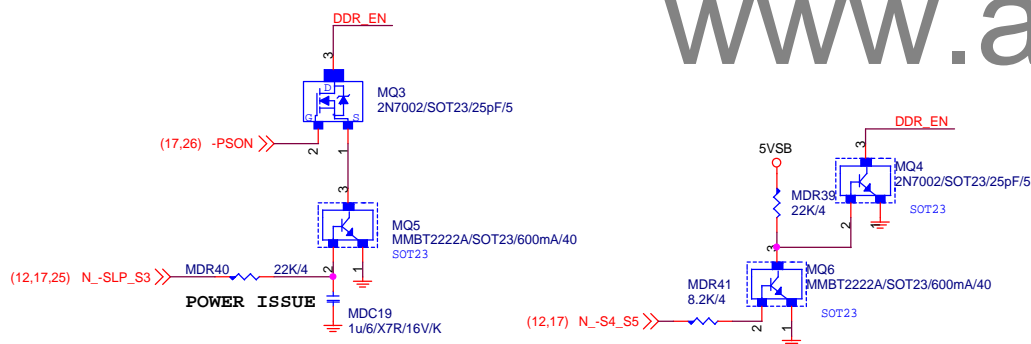 www.a
DDR_EN
3
D
G
S
MQ3
2N7002/SOT23/25pF/5
(17,26) -PSON
2
1
3
MQ5
MMBT2222A/SOT23/600mA/40
SOT23
(12,17,25) N_-SLP_S3
MDR40
22K/4
2
1
POWER ISSUE
MDC19
1u/6/X7R/16V/K
DDR_EN
5VSB
3
MQ4
2N7002/SOT23/25pF/5
SOT23
MDR39
22K/4
2
1
3
MQ6
MMBT2222A/SOT23/600mA/40
SOT23
MDR41
8.2K/4
(12,17) N_-S4_S5
2
1